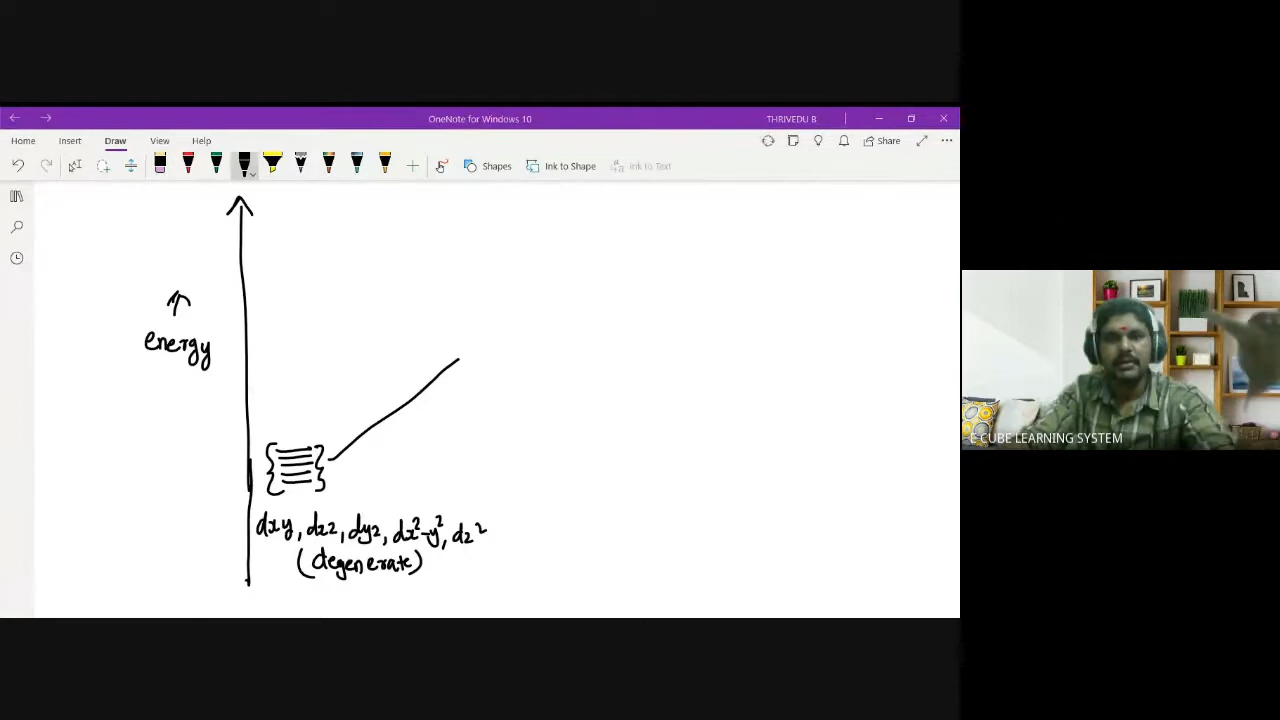 OneNote for Windows 10
THRIVEDU B
Home Insert Draw View Help
Share
Shapes Ink to Shape Ink to Text
↑
energy
dxy, dxz, dyz, dx²-y², dz²
(degenerate)
E CUBE LEARNING SYSTEM